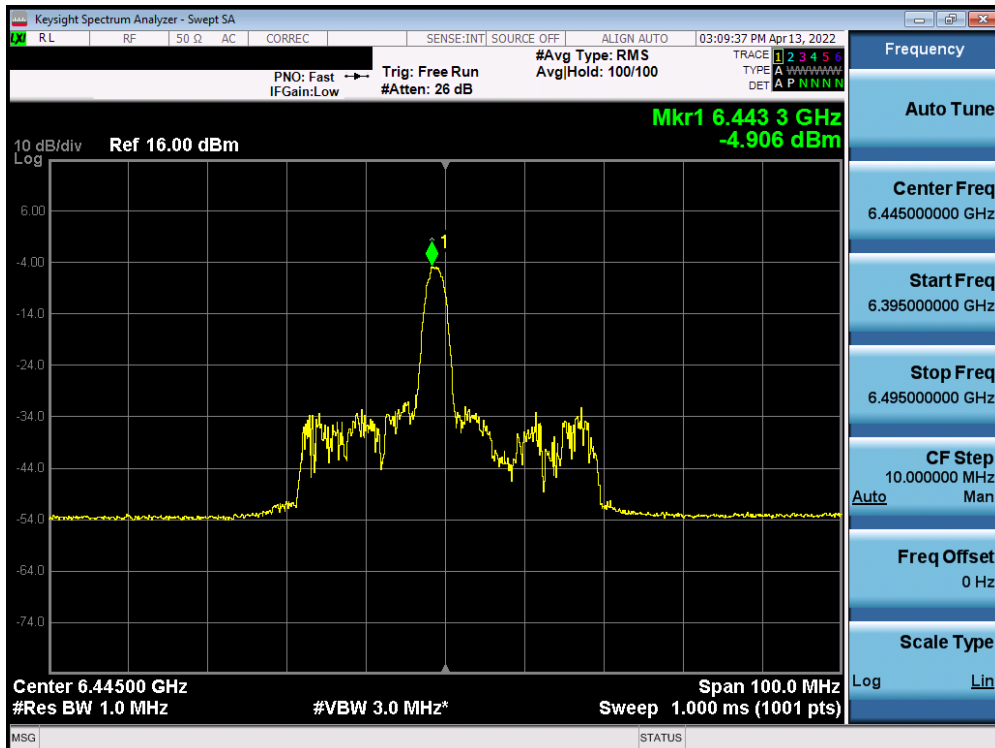 Keysight Spectrum Analyzer - Swept SA
LXI RL RF 50 Ω AC CORREC SENSE:INT SOURCE OFF ALIGN AUTO 03:09:37 PM Apr 13, 2022
Frequency
PNO: Fast
IFGain:Low
Trig: Free Run
#Atten: 26 dB
#Avg Type: RMS
Avg|Hold: 100/100
TRACE 1 2 3 4 5 6
TYPE A WWWWW
DET A P N N N N
Mkr1 6.443 3 GHz
-4.906 dBm
10 dB/div Ref 16.00 dBm
Log
6.00
-4.00
-14.0
-24.0
-34.0
-44.0
-54.0
-64.0
-74.0
1
Center 6.44500 GHz Span 100.0 MHz
#Res BW 1.0 MHz #VBW 3.0 MHz* Sweep 1.000 ms (1001 pts)
Auto Tune
Center Freq
6.445000000 GHz
Start Freq
6.395000000 GHz
Stop Freq
6.495000000 GHz
CF Step
10.000000 MHz
Auto Man
Freq Offset
0 Hz
Scale Type
Log Lin
MSG STATUS